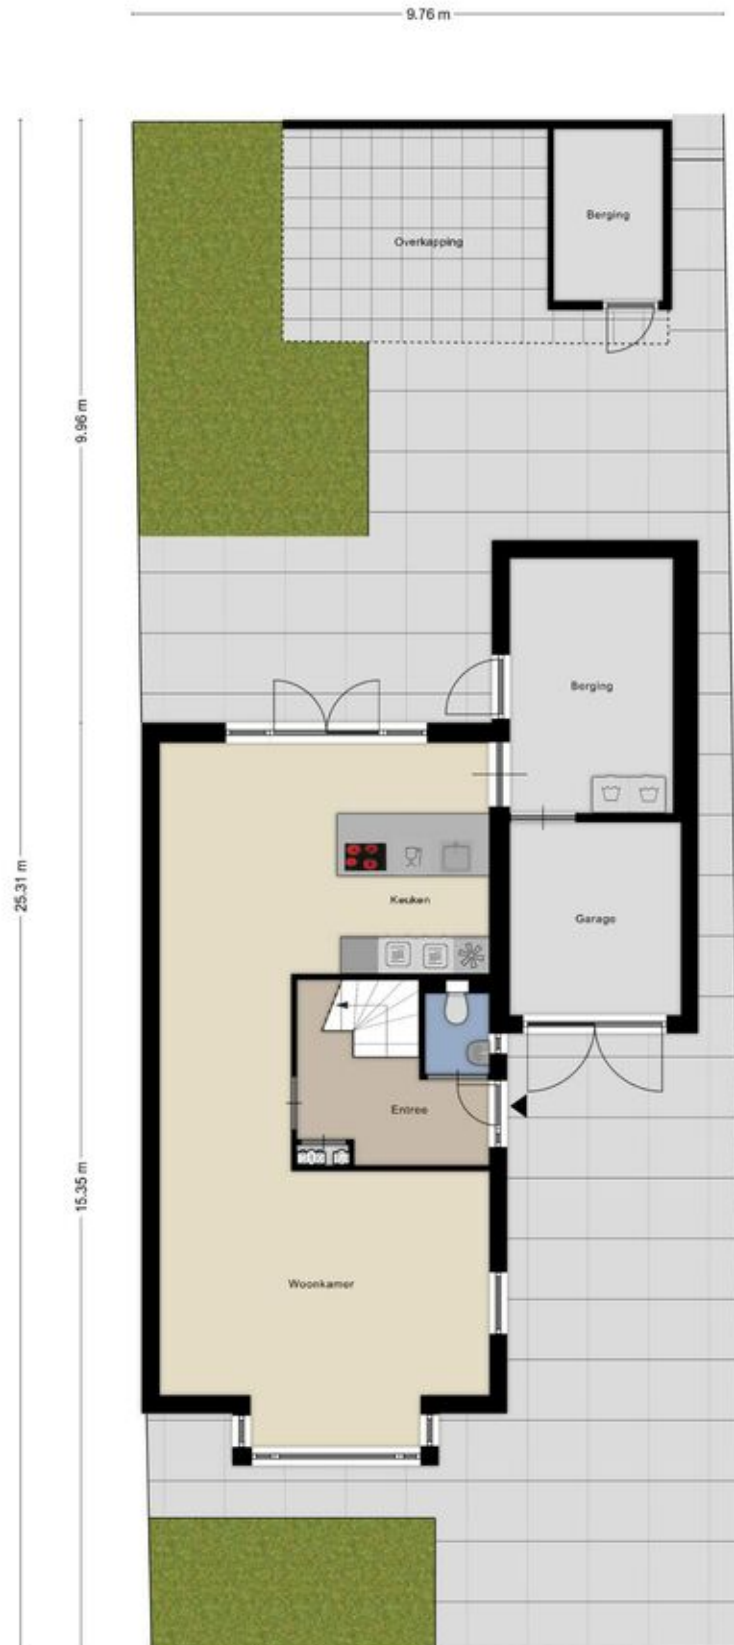 9.76 m
Overkapping
Berging
9.96 m
Berging
25.31 m
Keuken
Garage
Entree
15.35 m
Woonkamer